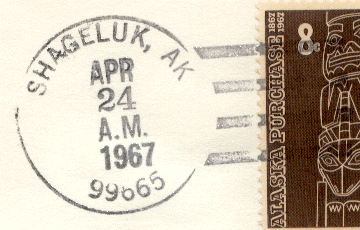 SHAGELUK, AK
APR
24
A.M.
1967
99665
ALASKA PURCHASE 1867 1967
8c